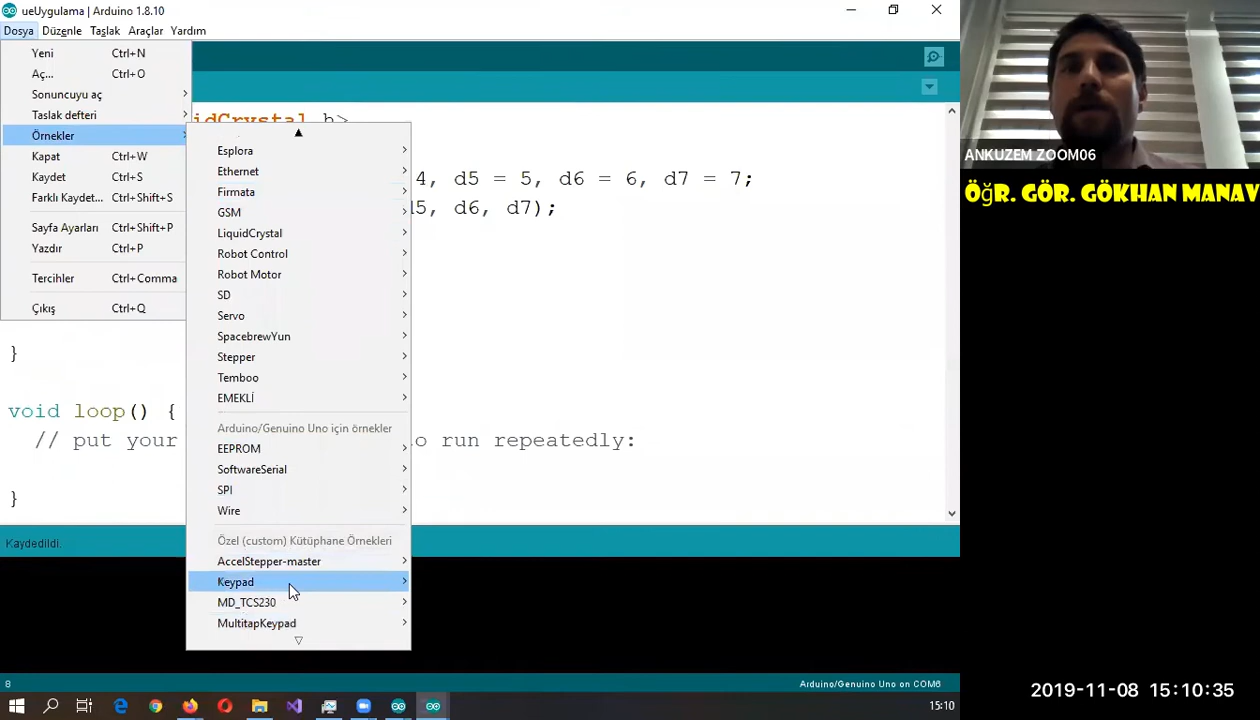 ueUygulama | Arduino 1.8.10
Dosya Düzenle Taslak Araçlar Yardım
Yeni Ctrl+N
Aç... Ctrl+O
Sonuncuyu aç
Taslak defteri
Örnekler
Kapat Ctrl+W
Kaydet Ctrl+S
Farklı Kaydet... Ctrl+Shift+S
Sayfa Ayarları Ctrl+Shift+P
Yazdır
Tercihler Ctrl+Comma
Çıkış Ctrl+Q
Esplora
Ethernet
Firmata
GSM
LiquidCrystal
Robot Control
Robot Motor
SD
Servo
SpacebrewYun
Stepper
Temboo
EMEKLİ
Arduino/Genuino Uno için örnekler
EEPROM
SoftwareSerial
SPI
Wire
Özel (custom) Kütüphane Örnekleri
AccelStepper-master
Keypad
MD_TCS230
MultitapKeypad
idCrystal.h>
4, d5 = 5, d6 = 6, d7 = 7;
d5, d6, d7);
}
void loop() {
// put your o run repeatedly:
}
Kaydedildi.
8
Arduino/Genuino Uno on COM6
15:10
ANKUZEM ZOOM06
ÖĞR. GÖR. GÖKHAN MANAV
2019-11-08 15:10:35